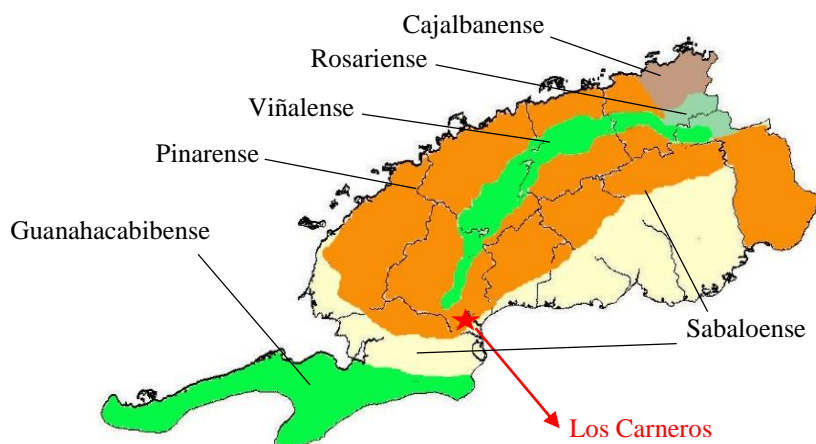 Cajalbanense
Rosariense
Viñalense
Pinarense
Guanahacabibense
Sabaloense
Los Carneros